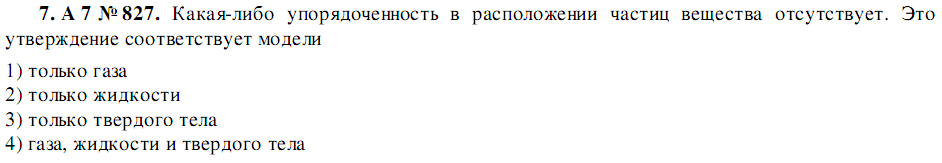 7. А 7 № 827. Какая-либо упорядоченность в расположении частиц вещества отсутствует. Это
утверждение соответствует модели
1) только газа
2) только жидкости
3) только твердого тела
4) газа, жидкости и твердого тела